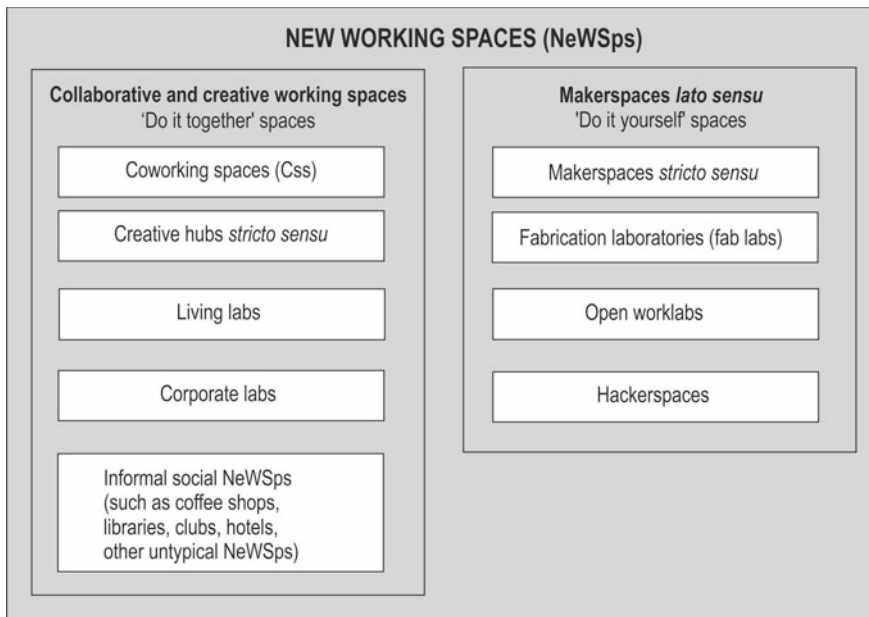 NEW WORKING SPACES (NeWSps)
Collaborative and creative working spaces
‘Do it together' spaces
Coworking spaces (Css)
Creative hubs stricto sensu
Living labs
Corporate labs
Informal social NeWSps
(such as coffee shops,
libraries, clubs, hotels,
other untypical NeWSps)
Makerspaces lato sensu
'Do it yourself' spaces
Makerspaces stricto sensu
Fabrication laboratories (fab labs)
Open worklabs
Hackerspaces